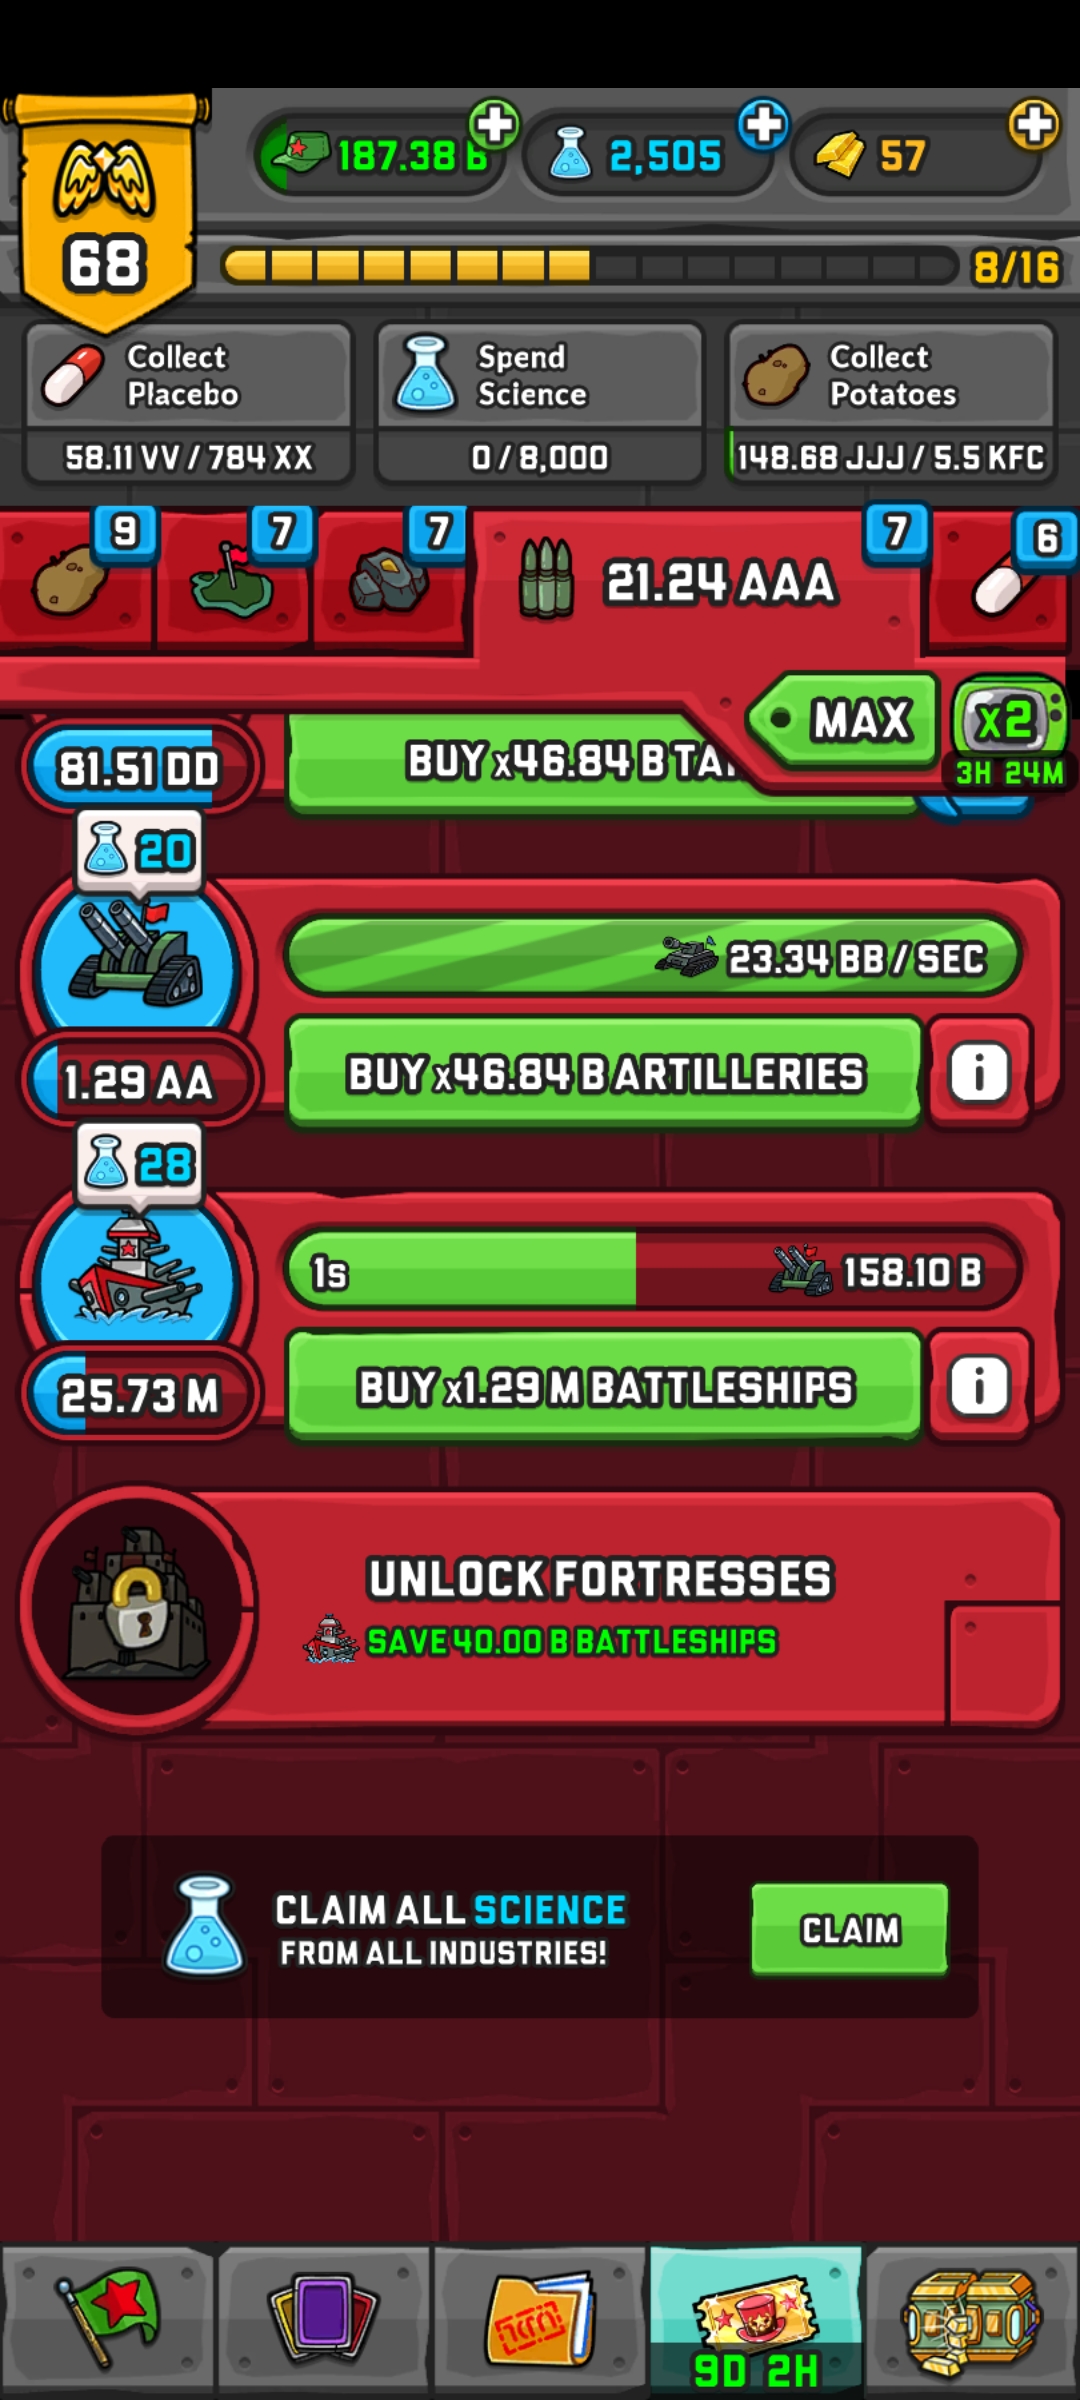 187.38 B
2,505
57
68
8/16
Collect
Placebo
58.11 VV / 784 XX
Spend
Science
0 / 8,000
Collect
Potatoes
148.68 JJJ / 5.5 KFC
9
7
7
21.24 AAA
7
6
MAX
x2
3H 24M
81.51 DD
BUY x46.84 B TA
20
23.34 BB / SEC
1.29 AA
BUY x46.84 B ARTILLERIES
i
28
1s
158.10 B
25.73 M
BUY x1.29 M BATTLESHIPS
i
UNLOCK FORTRESSES
SAVE 40.00 B BATTLESHIPS
CLAIM ALL SCIENCE
FROM ALL INDUSTRIES!
CLAIM
9D 2H